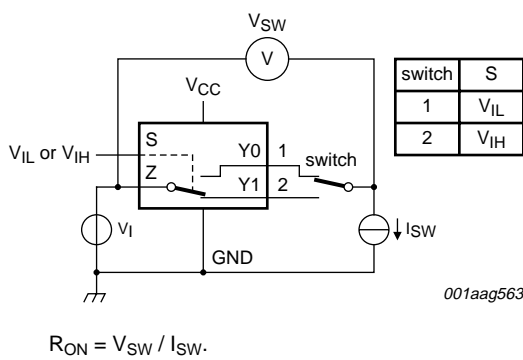 VSW
V
VCC
switch S
1 VIL
2 VIH
VIL or VIH
S
Y0 1
switch
Z
Y1 2
VI
GND
ISW
001aag563
RON = VSW / ISW.